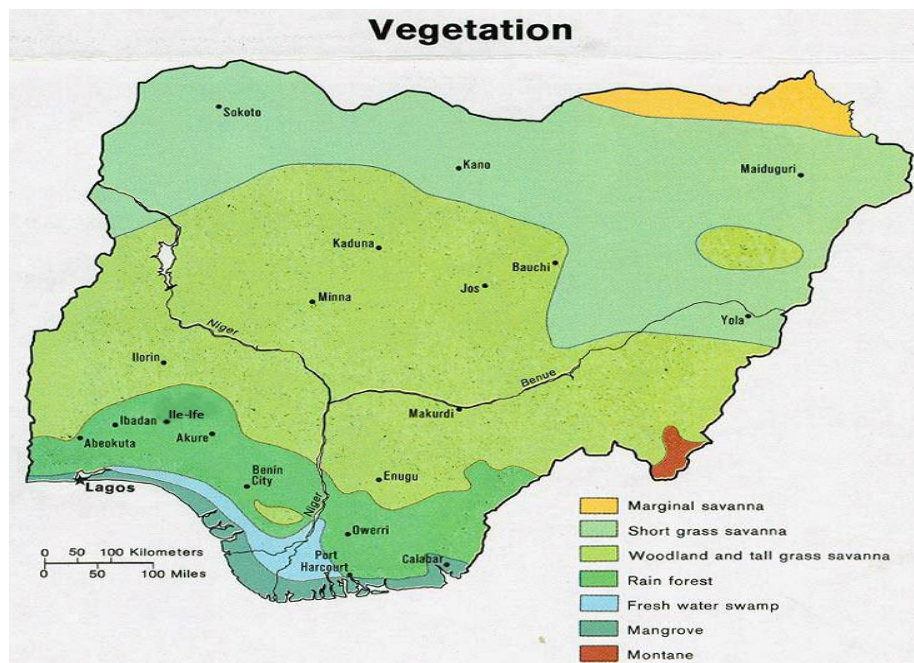 Vegetation
Sokoto
Kano
Maiduguri
Kaduna
Bauchi
Jos
Minna
Yola
Niger
Ilorin
Benue
Makurdi
Ile-Ife
Ibadan
Akure
Abeokuta
Benin
City
Enugu
Lagos
Niger
Owerri
Port
Harcourt
Calabar
0 50 100 Kilometers
0 50 100 Miles
Marginal savanna
Short grass savanna
Woodland and tall grass savanna
Rain forest
Fresh water swamp
Mangrove
Montane